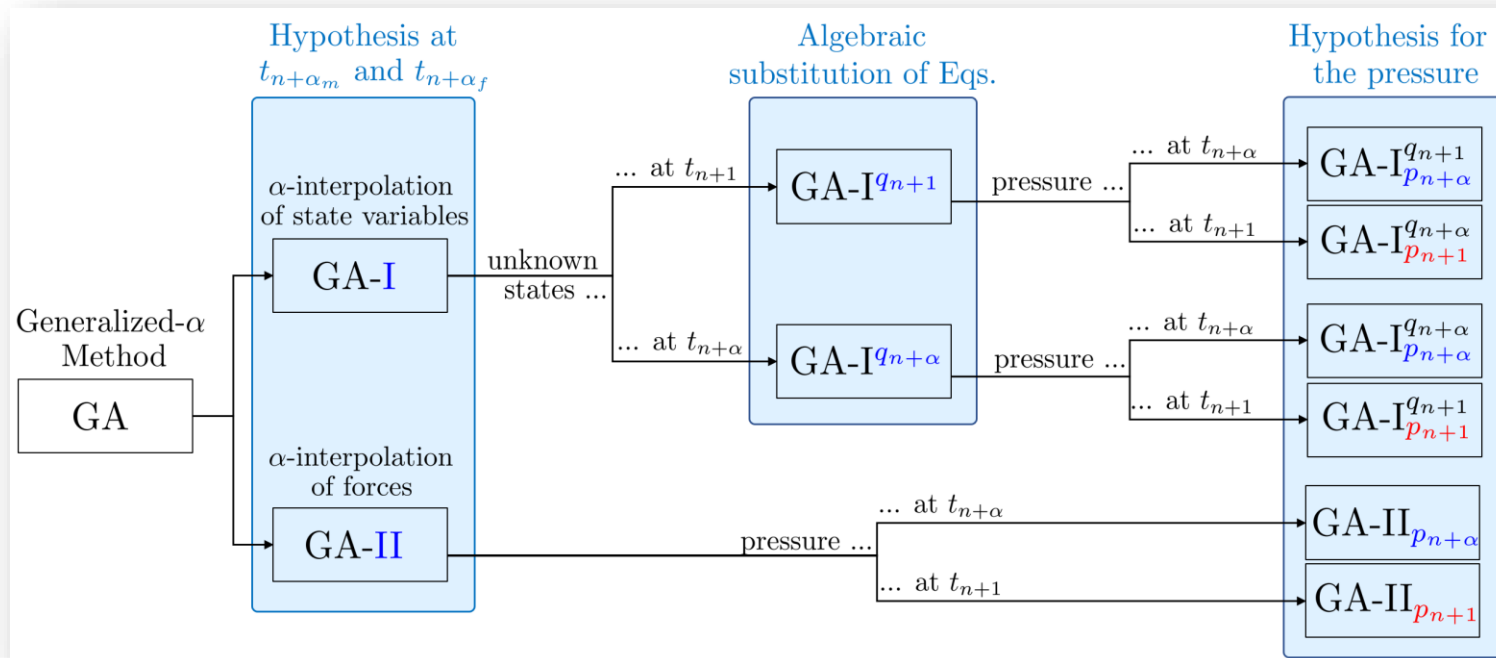 Hypothesis at
t_{n+α_m} and t_{n+α_f}
Algebraic
substitution of Eqs.
Hypothesis for
the pressure
α-interpolation
of state variables
GA-I
unknown
states ...
... at t_{n+1}
GA-I^{q_{n+1}}
pressure ...
... at t_{n+α}
GA-I^{q_{n+1}}_{p_{n+α}}
... at t_{n+1}
GA-I^{q_{n+α}}_{p_{n+1}}
... at t_{n+α}
GA-I^{q_{n+α}}
pressure ...
... at t_{n+α}
GA-I^{q_{n+α}}_{p_{n+α}}
... at t_{n+1}
GA-I^{q_{n+1}}_{p_{n+1}}
Generalized-α
Method
GA
α-interpolation
of forces
GA-II
pressure ...
... at t_{n+α}
GA-II_{p_{n+α}}
... at t_{n+1}
GA-II_{p_{n+1}}